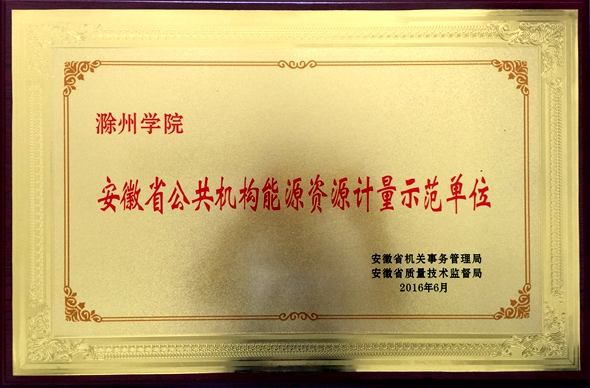 滁州学院
安徽省公共机构能源资源计量示范单位
安徽省机关事务管理局
安徽省质量技术监督局
2016年6月